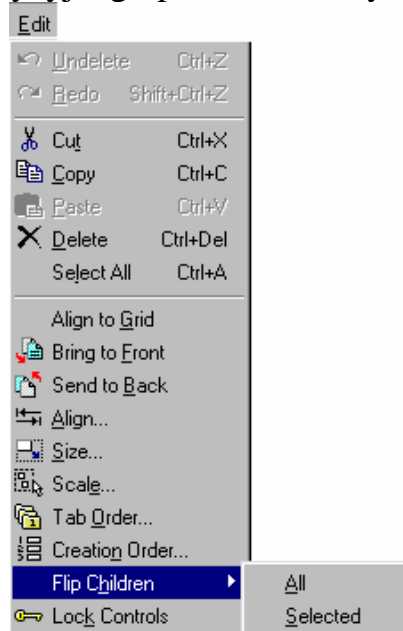 Edit
Undelete Ctrl+Z
Redo Shift+Ctrl+Z
Cut Ctrl+X
Copy Ctrl+C
Paste Ctrl+V
Delete Ctrl+Del
Select All Ctrl+A
Align to Grid
Bring to Front
Send to Back
Align...
Size...
Scale...
Tab Order...
Creation Order...
Flip Children All
Lock Controls Selected